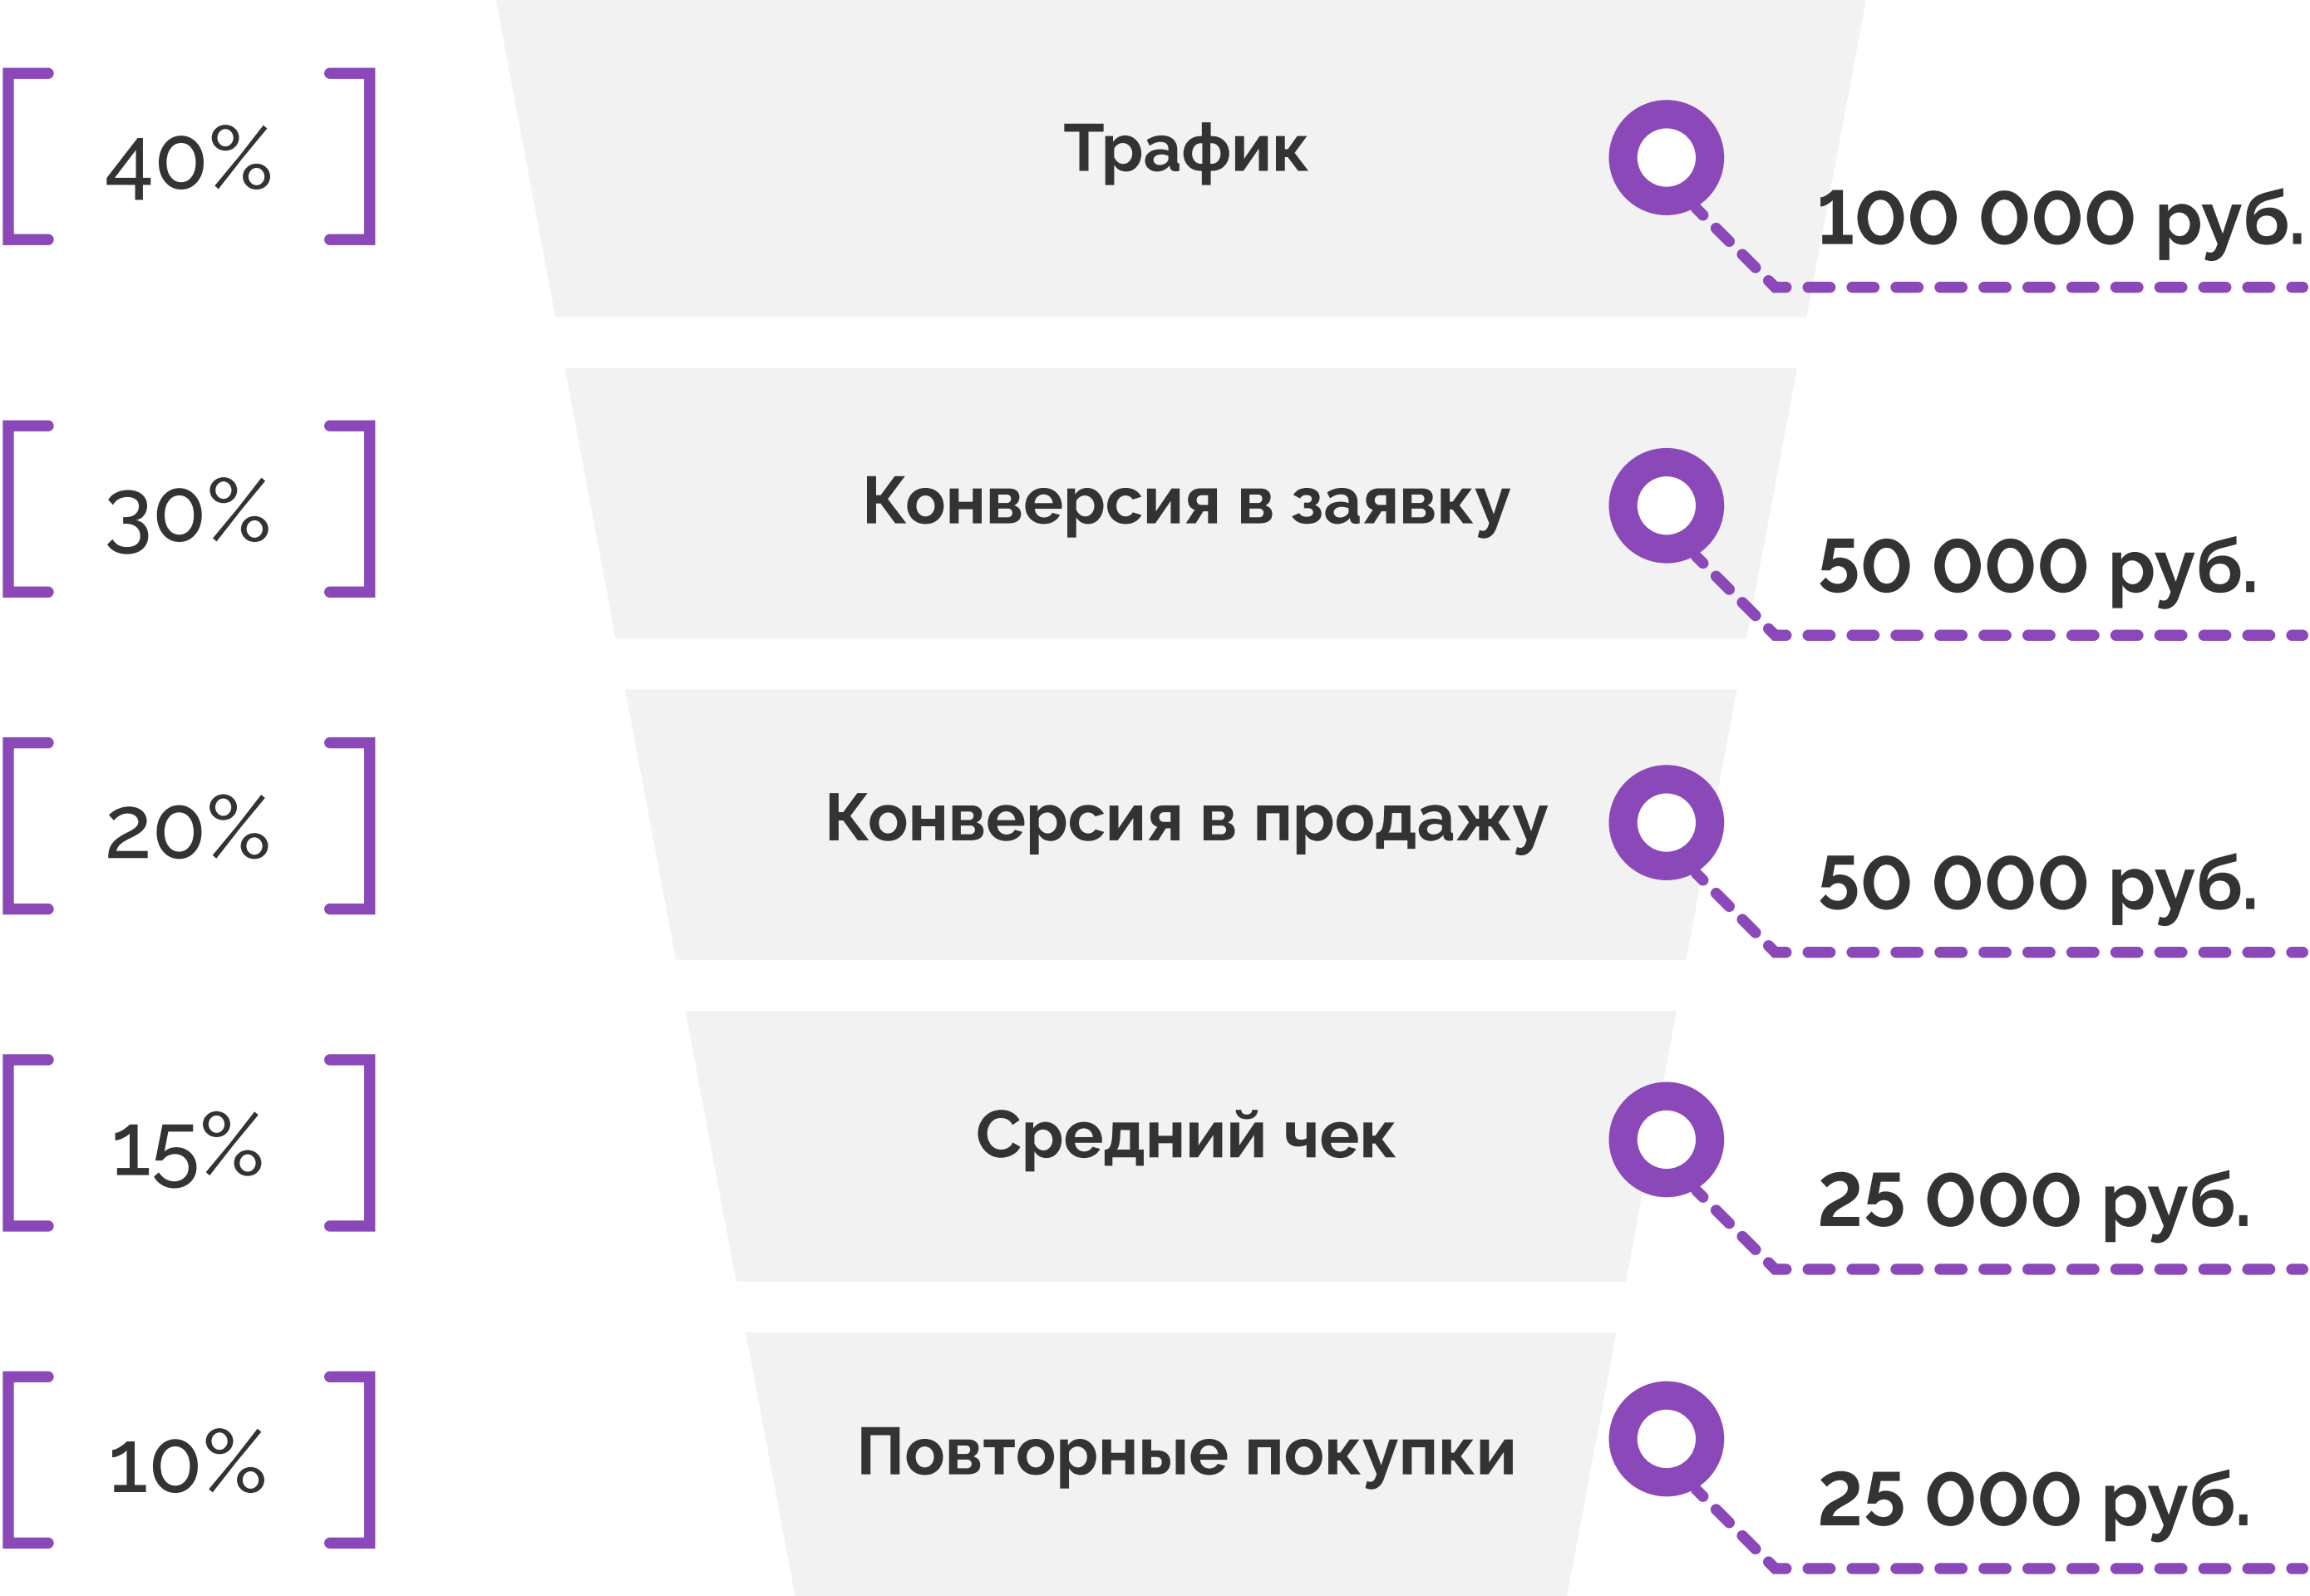 40%
Трафик
100 000 руб.
30%
Конверсия в заявку
50 000 руб.
20%
Конверсия в продажу
50 000 руб.
15%
Средний чек
25 000 руб.
10%
Повторные покупки
25 000 руб.